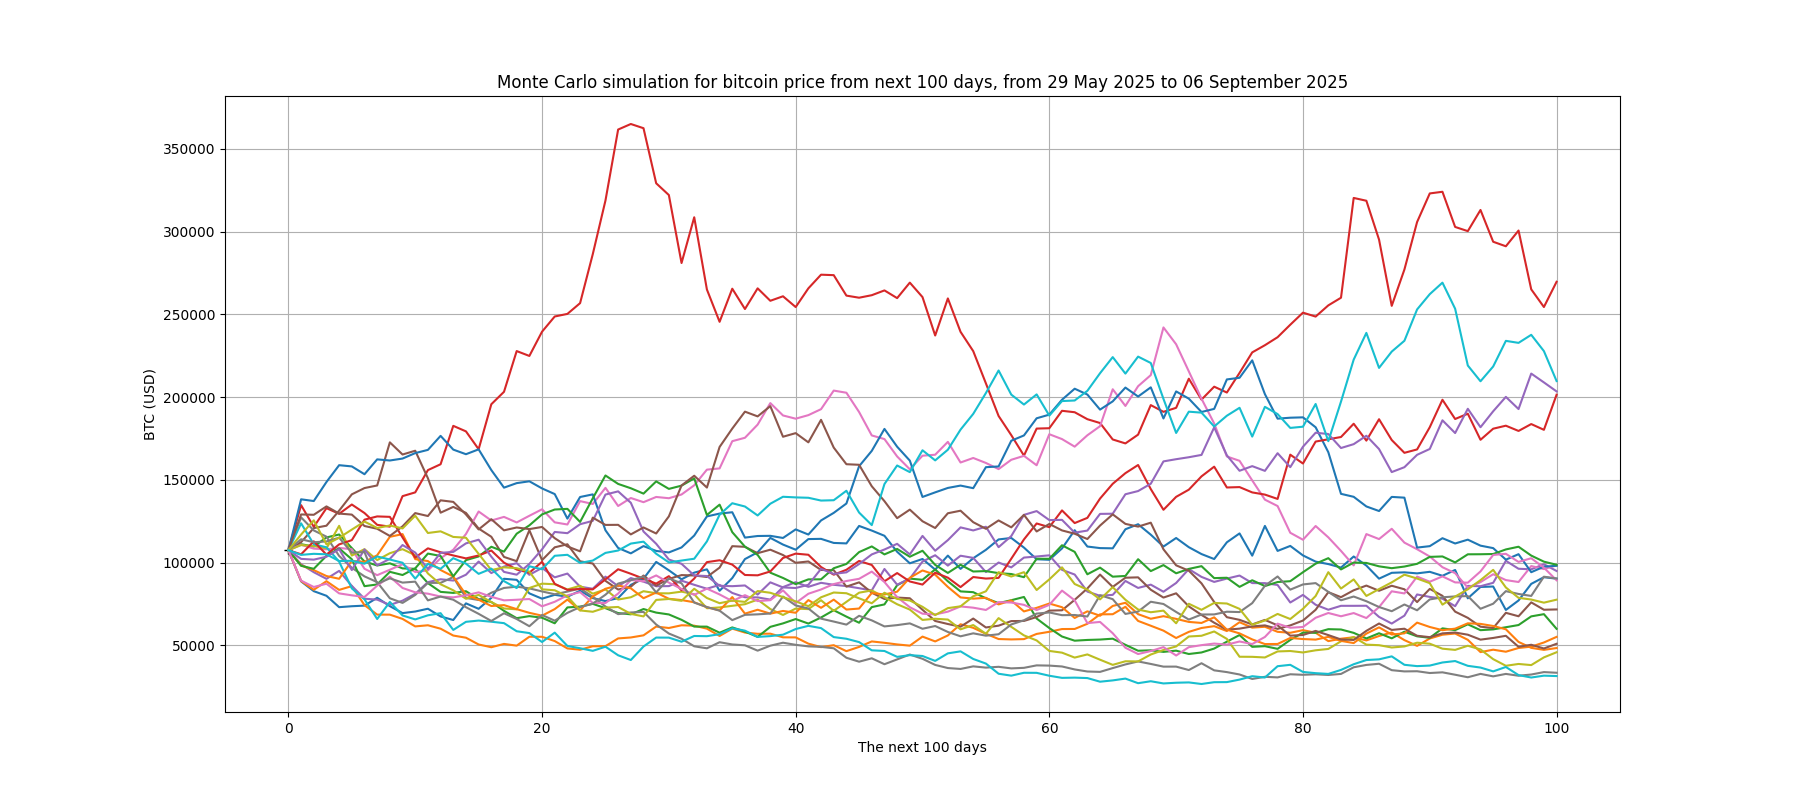 Monte Carlo simulation for bitcoin price from next 100 days, from 29 May 2025 to 06 September 2025
350000
300000
250000
200000
150000
100000
50000
BTC (USD)
0 20 40 60 80 100
The next 100 days